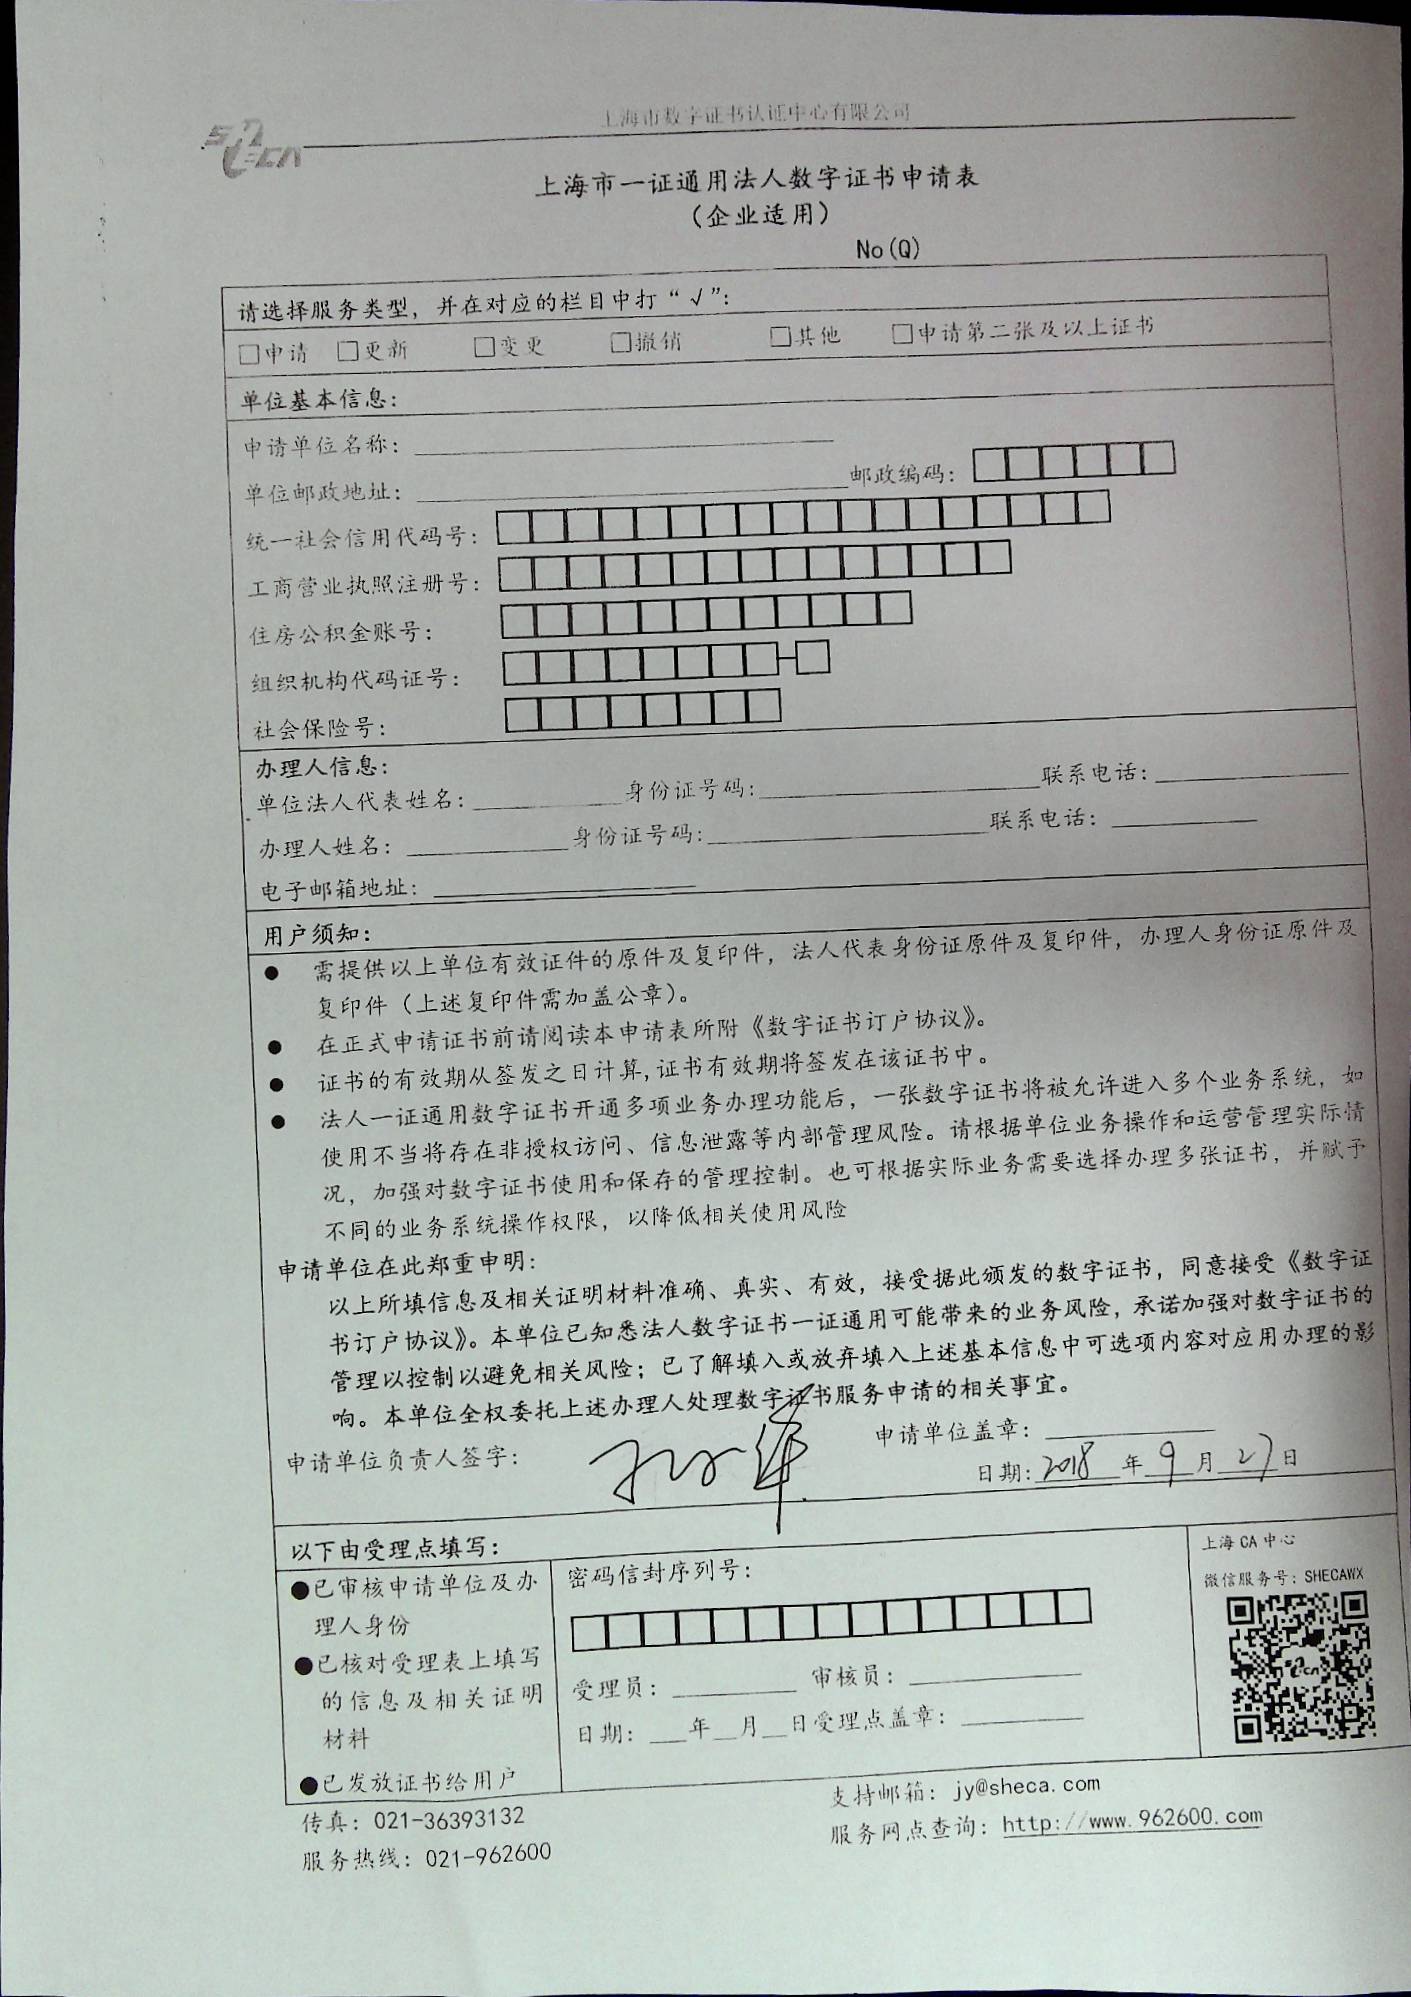 SHECA
上海市数字证书认证中心有限公司
上海市一证通用法人数字证书申请表
（企业适用）
No(Q)
请选择服务类型，并在对应的栏目中打“√”：
□申请 □更新 □变更 □撤销 □其他 □申请第二张及以上证书
单位基本信息：
申请单位名称：
单位邮政地址： 邮政编码：
统一社会信用代码号：
工商营业执照注册号：
住房公积金账号：
组织机构代码证号：
社会保险号：
办理人信息：
单位法人代表姓名： 身份证号码： 联系电话：
办理人姓名： 身份证号码： 联系电话：
电子邮箱地址：
用户须知：
● 需提供以上单位有效证件的原件及复印件，法人代表身份证原件及复印件，办理人身份证原件及
复印件（上述复印件需加盖公章）。
● 在正式申请证书前请阅读本申请表所附《数字证书订户协议》。
● 证书的有效期从签发之日计算,证书有效期将签发在该证书中。
● 法人一证通用数字证书开通多项业务办理功能后，一张数字证书将被允许进入多个业务系统，如
使用不当将存在非授权访问、信息泄露等内部管理风险。请根据单位业务操作和运营管理实际情
况，加强对数字证书使用和保存的管理控制。也可根据实际业务需要选择办理多张证书，并赋予
不同的业务系统操作权限，以降低相关使用风险
申请单位在此郑重申明：
以上所填信息及相关证明材料准确、真实、有效，接受据此颁发的数字证书，同意接受《数字证
书订户协议》。本单位已知悉法人数字证书一证通用可能带来的业务风险，承诺加强对数字证书的
管理以控制以避免相关风险；已了解填入或放弃填入上述基本信息中可选项内容对应用办理的影
响。本单位全权委托上述办理人处理数字证书服务申请的相关事宜。
申请单位负责人签字： 申请单位盖章：
日期:2018年9月27日
以下由受理点填写：
●已审核申请单位及办
理人身份
●已核对受理表上填写
的信息及相关证明
材料
●已发放证书给用户
密码信封序列号：
受理员： 审核员：
日期： 年 月 日受理点盖章：
上海 CA 中心
微信服务号：SHECAWX
传真：021-36393132
服务热线：021-962600
支持邮箱：jy@sheca.com
服务网点查询：http://www.962600.com